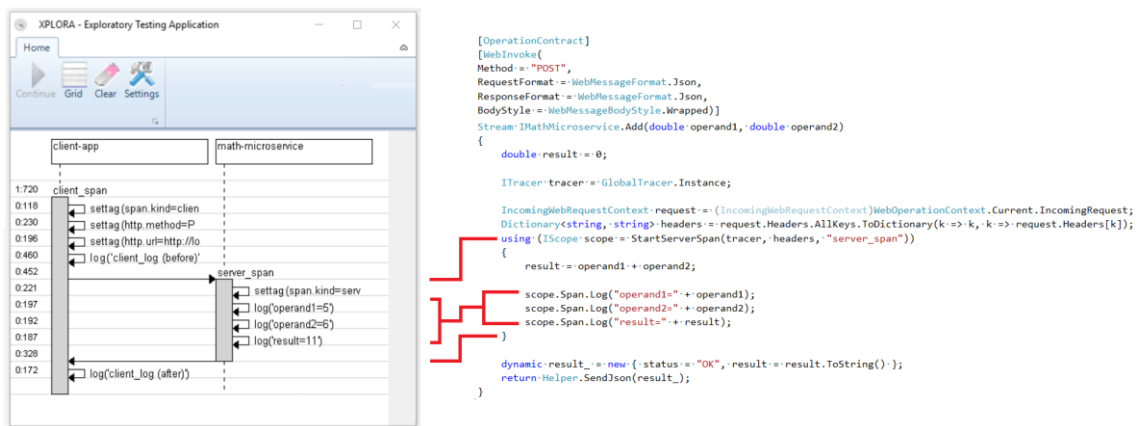 XPLORA - Exploratory Testing Application
Home
Continue Grid Clear Settings
client-app math-microservice
1:720 client_span
0:118 settag(span.kind=clien
0:230 settag(http.method=P
0:196 settag(http.url=http://lo
0:460 log('client_log (before)'
0:452 server_span
0:221 settag(span.kind=serv
0:197 log('operand1=5')
0:192 log('operand2=6')
0:187 log('result=11')
0:328
0:172 log('client_log (after)')
[OperationContract]
[WebInvoke(
Method = "POST",
RequestFormat = WebMessageFormat.Json,
ResponseFormat = WebMessageFormat.Json,
BodyStyle = WebMessageBodyStyle.Wrapped)]
Stream IMathMicroservice.Add(double operand1, double operand2)
{
double result = 0;
ITracer tracer = GlobalTracer.Instance;
IncomingWebRequestContext request = (IncomingWebRequestContext)WebOperationContext.Current.IncomingRequest;
Dictionary<string, string> headers = request.Headers.AllKeys.ToDictionary(k => k, k => request.Headers[k]);
using (IScope scope = StartServerSpan(tracer, headers, "server_span"))
{
result = operand1 + operand2;
scope.Span.Log("operand1=" + operand1);
scope.Span.Log("operand2=" + operand2);
scope.Span.Log("result=" + result);
}
dynamic result_ = new { status = "OK", result = result.ToString() };
return Helper.SendJson(result_);
}